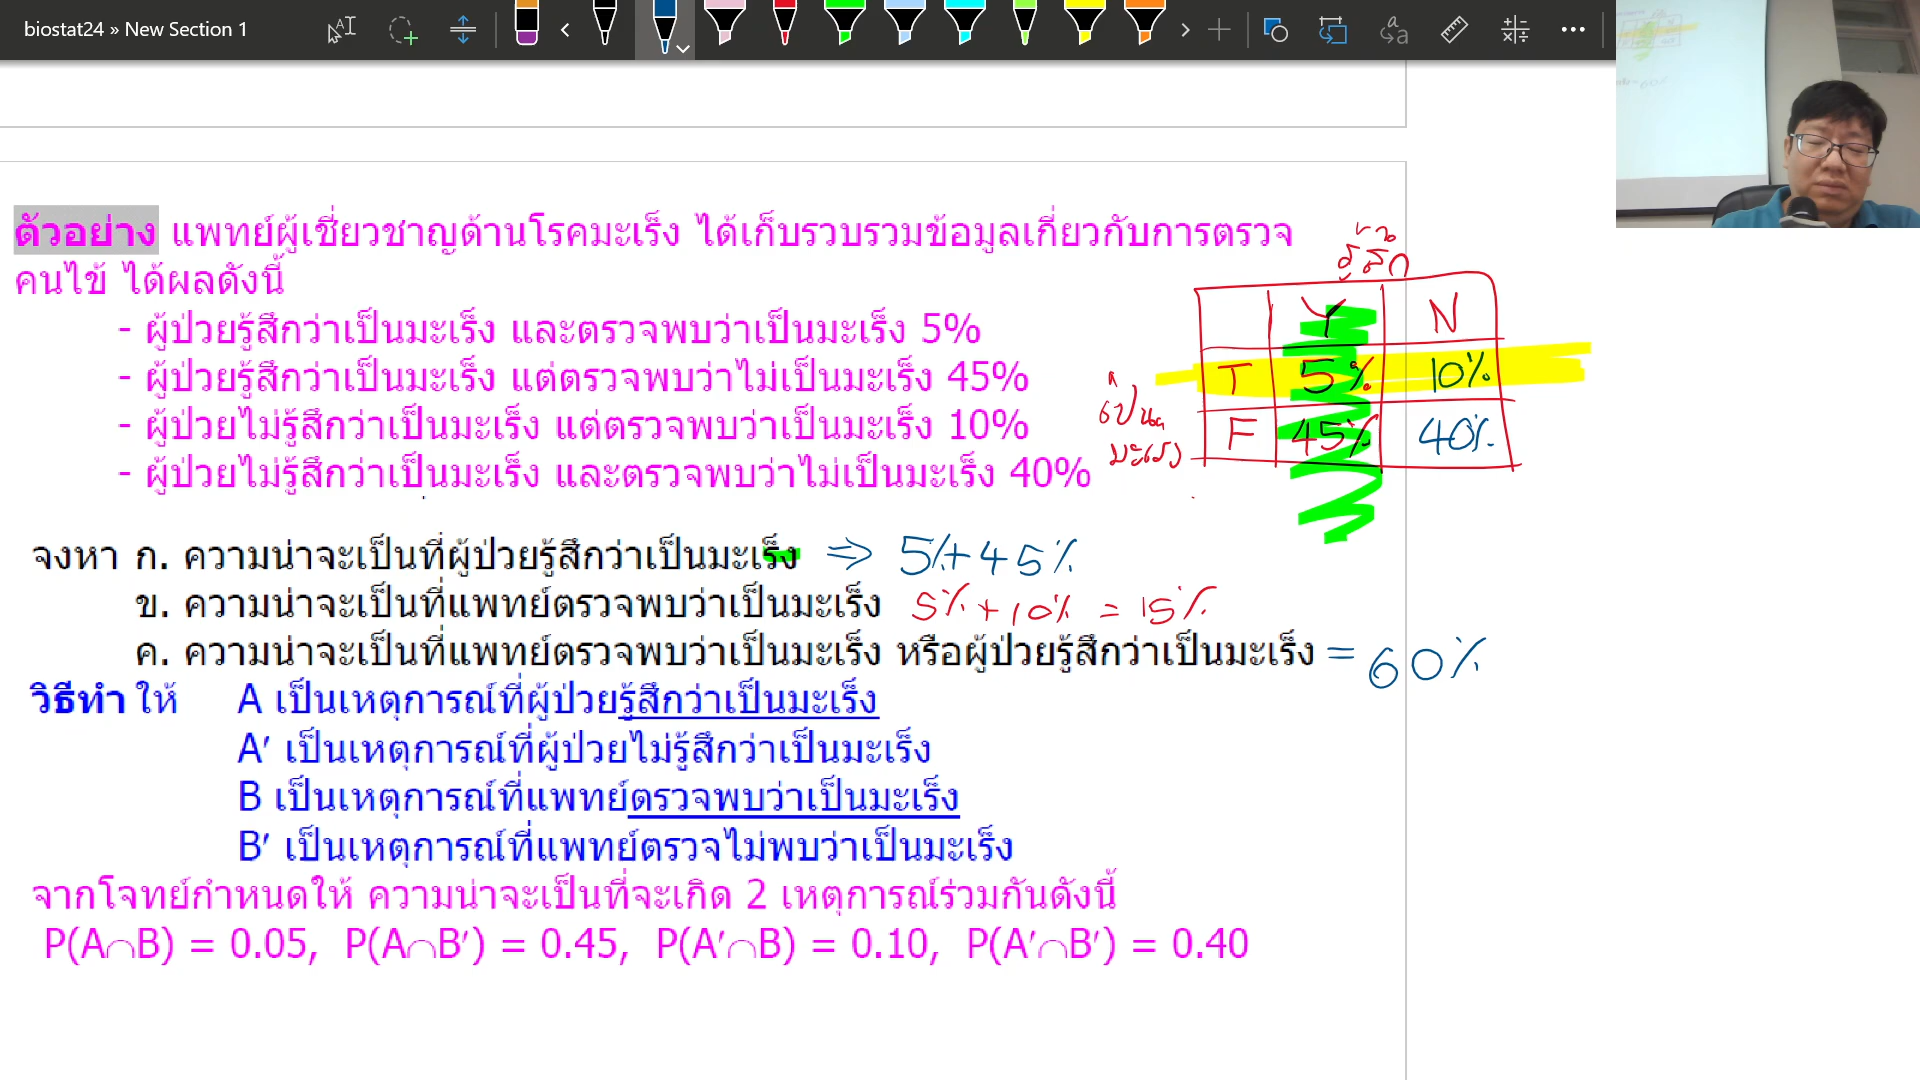 biostat24 » New Section 1
ตัวอย่าง แพทย์ผู้เชี่ยวชาญด้านโรคมะเร็ง ได้เก็บรวบรวมข้อมูลเกี่ยวกับการตรวจ
คนไข้ ได้ผลดังนี้
- ผู้ป่วยรู้สึกว่าเป็นมะเร็ง และตรวจพบว่าเป็นมะเร็ง 5%
- ผู้ป่วยรู้สึกว่าเป็นมะเร็ง แต่ตรวจพบว่าไม่เป็นมะเร็ง 45%
- ผู้ป่วยไม่รู้สึกว่าเป็นมะเร็ง แต่ตรวจพบว่าเป็นมะเร็ง 10%
- ผู้ป่วยไม่รู้สึกว่าเป็นมะเร็ง และตรวจพบว่าไม่เป็นมะเร็ง 40%
รู้สึก
Y N
T 5% 10%
เป็น
มะเร็ง
F 45% 40%
จงหา ก. ความน่าจะเป็นที่ผู้ป่วยรู้สึกว่าเป็นมะเร็ง ⇒ 5%+45%
ข. ความน่าจะเป็นที่แพทย์ตรวจพบว่าเป็นมะเร็ง 5%+10% = 15%
ค. ความน่าจะเป็นที่แพทย์ตรวจพบว่าเป็นมะเร็ง หรือผู้ป่วยรู้สึกว่าเป็นมะเร็ง = 60%
วิธีทำ ให้ A เป็นเหตุการณ์ที่ผู้ป่วยรู้สึกว่าเป็นมะเร็ง
A′ เป็นเหตุการณ์ที่ผู้ป่วยไม่รู้สึกว่าเป็นมะเร็ง
B เป็นเหตุการณ์ที่แพทย์ตรวจพบว่าเป็นมะเร็ง
B′ เป็นเหตุการณ์ที่แพทย์ตรวจไม่พบว่าเป็นมะเร็ง
จากโจทย์กำหนดให้ ความน่าจะเป็นที่จะเกิด 2 เหตุการณ์ร่วมกันดังนี้
P(A∩B) = 0.05, P(A∩B′) = 0.45, P(A′∩B) = 0.10, P(A′∩B′) = 0.40